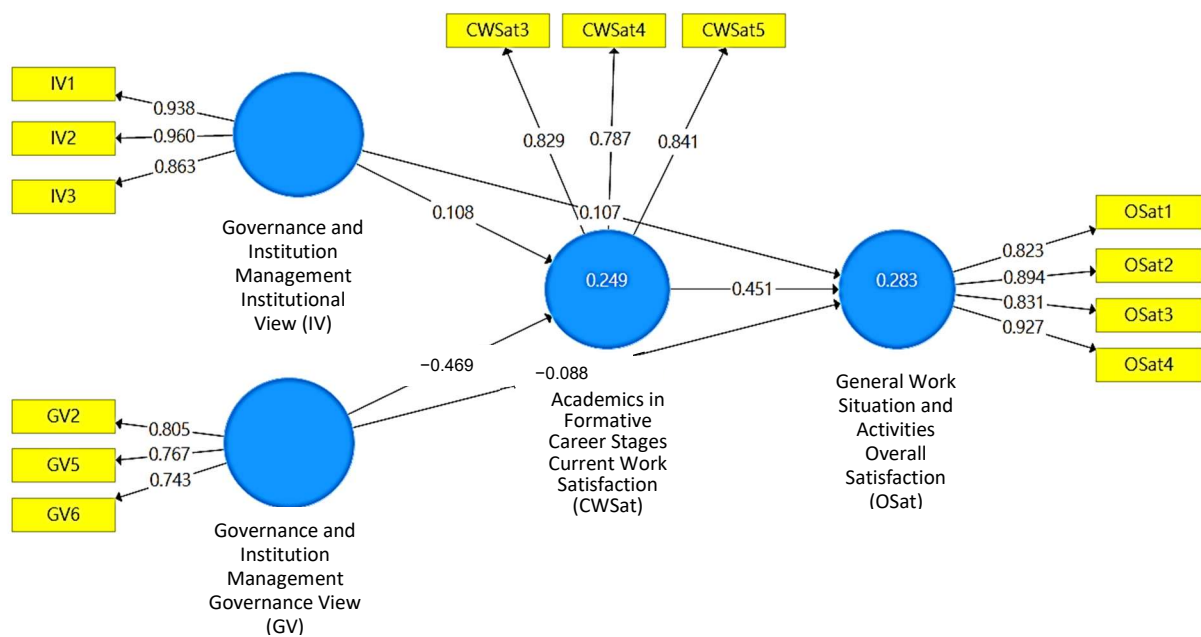 CWSat3
CWSat4
CWSat5
IV1
IV2
IV3
0.938
0.960
0.863
0.829
0.787
0.841
0.108
0.107
Governance and
Institution
Management
Institutional
View (IV)
0.249
0.451
0.283
OSat1
OSat2
OSat3
OSat4
0.823
0.894
0.831
0.927
−0.469
−0.088
Academics in
Formative
Career Stages
Current Work
Satisfaction
(CWSat)
General Work
Situation and
Activities
Overall
Satisfaction
(OSat)
GV2
GV5
GV6
0.805
0.767
0.743
Governance and
Institution
Management
Governance View
(GV)